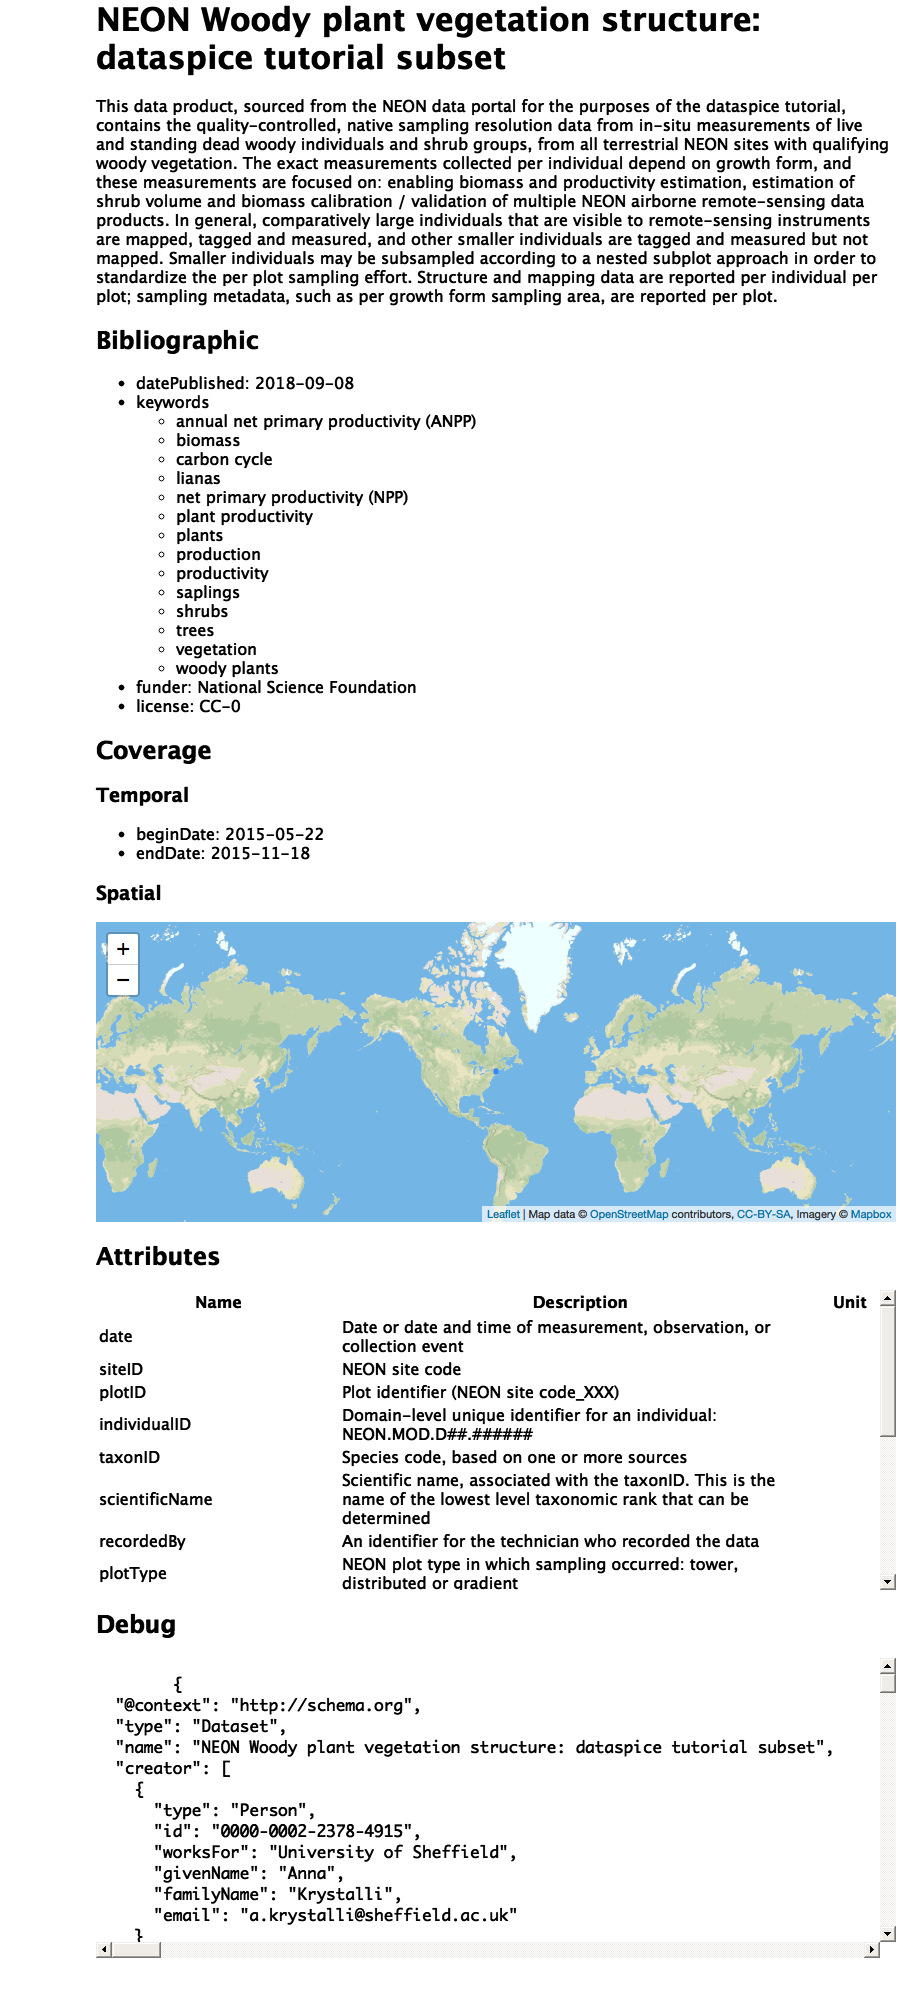 NEON Woody plant vegetation structure:
dataspice tutorial subset
This data product, sourced from the NEON data portal for the purposes of the dataspice tutorial,
contains the quality-controlled, native sampling resolution data from in-situ measurements of live
and standing dead woody individuals and shrub groups, from all terrestrial NEON sites with qualifying
woody vegetation. The exact measurements collected per individual depend on growth form, and
these measurements are focused on: enabling biomass and productivity estimation, estimation of
shrub volume and biomass calibration / validation of multiple NEON airborne remote-sensing data
products. In general, comparatively large individuals that are visible to remote-sensing instruments
are mapped, tagged and measured, and other smaller individuals are tagged and measured but not
mapped. Smaller individuals may be subsampled according to a nested subplot approach in order to
standardize the per plot sampling effort. Structure and mapping data are reported per individual per
plot; sampling metadata, such as per growth form sampling area, are reported per plot.
Bibliographic
• datePublished: 2018-09-08
• keywords
◦ annual net primary productivity (ANPP)
◦ biomass
◦ carbon cycle
◦ lianas
◦ net primary productivity (NPP)
◦ plant productivity
◦ plants
◦ production
◦ productivity
◦ saplings
◦ shrubs
◦ trees
◦ vegetation
◦ woody plants
• funder: National Science Foundation
• license: CC-0
Coverage
Temporal
• beginDate: 2015-05-22
• endDate: 2015-11-18
Spatial
+
−
Leaflet | Map data © OpenStreetMap contributors, CC-BY-SA, Imagery © Mapbox
Attributes
Name Description Unit
date Date or date and time of measurement, observation, or
collection event
siteID NEON site code
plotID Plot identifier (NEON site code_XXX)
individualID Domain-level unique identifier for an individual:
NEON.MOD.D##.######
taxonID Species code, based on one or more sources
scientificName Scientific name, associated with the taxonID. This is the
name of the lowest level taxonomic rank that can be
determined
recordedBy An identifier for the technician who recorded the data
plotType NEON plot type in which sampling occurred: tower,
distributed or gradient
Debug
{
"@context": "http://schema.org",
"type": "Dataset",
"name": "NEON Woody plant vegetation structure: dataspice tutorial subset",
"creator": [
{
"type": "Person",
"id": "0000-0002-2378-4915",
"worksFor": "University of Sheffield",
"givenName": "Anna",
"familyName": "Krystalli",
"email": "a.krystalli@sheffield.ac.uk"
}